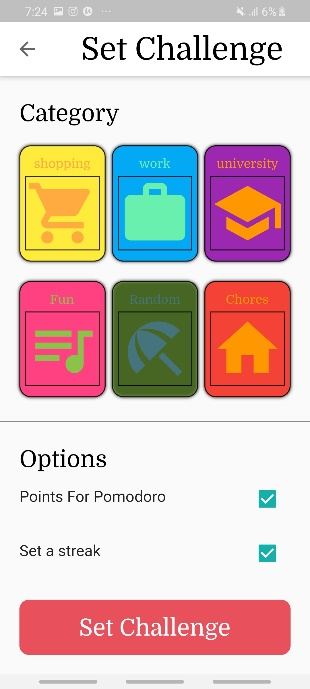 7:24 6%
Set Challenge
Category
shopping work university
Fun Random Chores
Options
Points For Pomodoro
Set a streak
Set Challenge